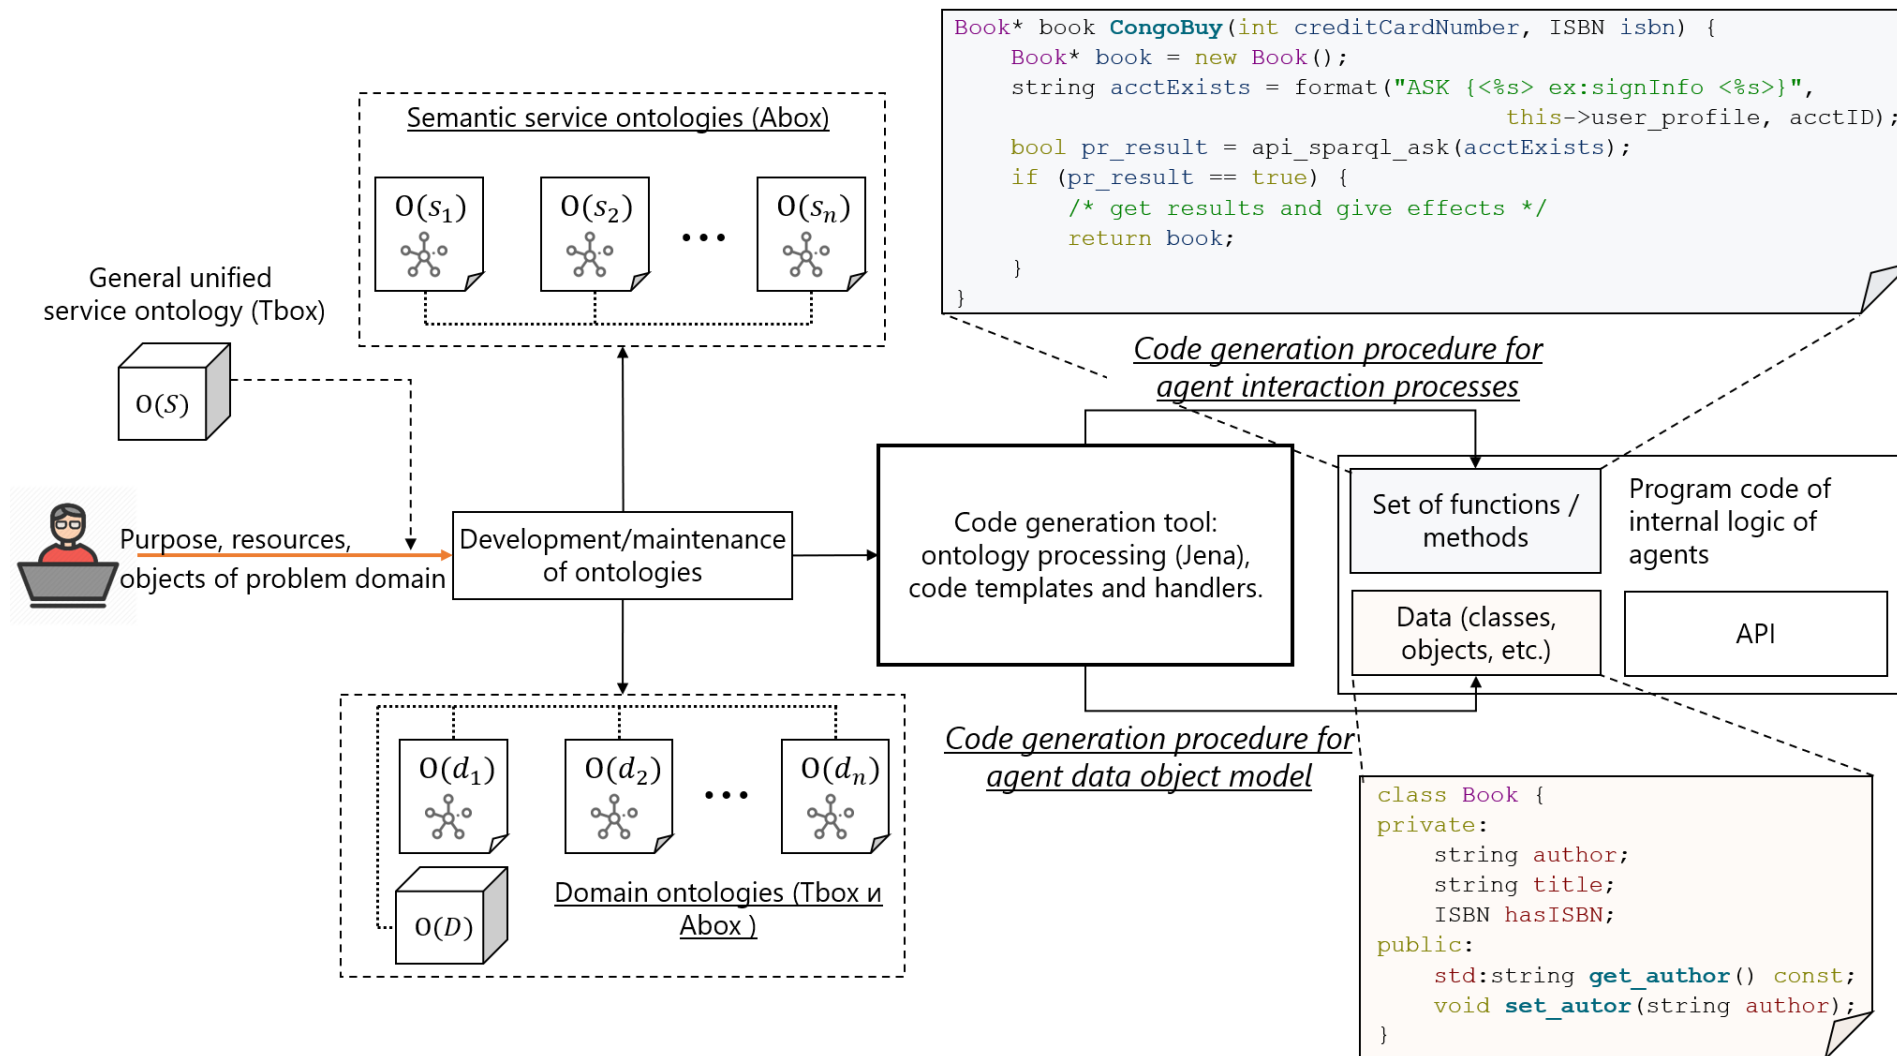 Book* book CongoBuy(int creditCardNumber, ISBN isbn) {
Book* book = new Book();
string acctExists = format("ASK {<%s> ex:signInfo <%s>}",
this->user_profile, acctID);
bool pr_result = api_sparql_ask(acctExists);
if (pr_result == true) {
/* get results and give effects */
return book;
}
}
Semantic service ontologies (Abox)
O(s₁)
O(s₂)
...
O(sₙ)
General unified
service ontology (Tbox)
O(S)
Code generation procedure for
agent interaction processes
Purpose, resources,
objects of problem domain
Development/maintenance
of ontologies
Code generation tool:
ontology processing (Jena),
code templates and handlers.
Set of functions /
methods
Program code of
internal logic of
agents
Data (classes,
objects, etc.)
API
Code generation procedure for
agent data object model
O(d₁)
O(d₂)
...
O(dₙ)
O(D)
Domain ontologies (Tbox и
Abox )
class Book {
private:
string author;
string title;
ISBN hasISBN;
public:
std:string get_author() const;
void set_autor(string author);
}